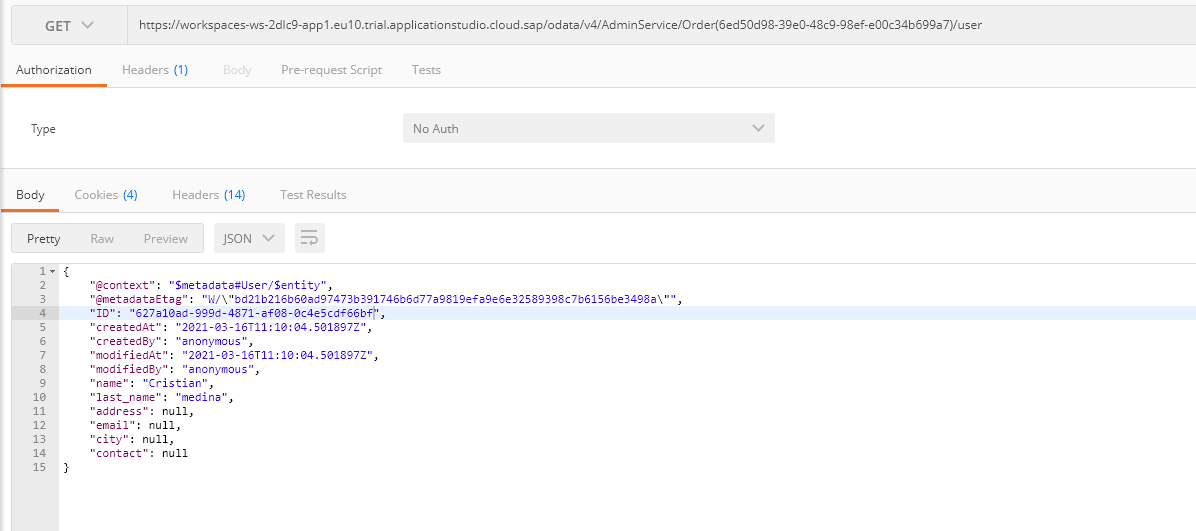 GET https://workspaces-ws-2dlc9-app1.eu10.trial.applicationstudio.cloud.sap/odata/v4/AdminService/Order(6ed50d98-39e0-48c9-98ef-e00c34b699a7)/user
Authorization Headers (1) Body Pre-request Script Tests
Type No Auth
Body Cookies (4) Headers (14) Test Results
Pretty Raw Preview JSON
1 {
2 "@context": "$metadata#User/$entity",
3 "@metadataEtag": "W/\"bd21b216b60ad97473b391746b6d77a9819efa9e6e32589398c7b6156be3498a\"",
4 "ID": "627a10ad-999d-4871-af08-0c4e5cdf66bf",
5 "createdAt": "2021-03-16T11:10:04.501897Z",
6 "createdBy": "anonymous",
7 "modifiedAt": "2021-03-16T11:10:04.501897Z",
8 "modifiedBy": "anonymous",
9 "name": "Cristian",
10 "last_name": "medina",
11 "address": null,
12 "email": null,
13 "city": null,
14 "contact": null
15 }